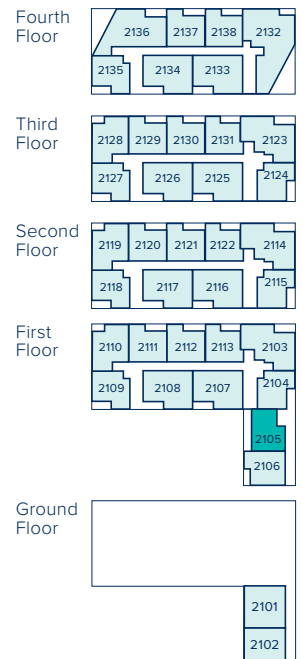 Fourth
Floor
2136 2137 2138 2132
2135 2134 2133
Third
Floor
2128 2129 2130 2131 2123
2127 2126 2125 2124
Second
Floor
2119 2120 2121 2122 2114
2118 2117 2116 2115
First
Floor
2110 2111 2112 2113 2103
2109 2108 2107 2104
2105
2106
Ground
Floor
2101
2102